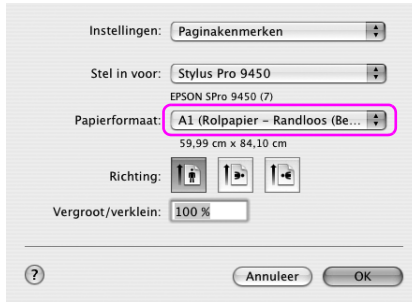 Instellingen: Paginakenmerken
Stel in voor: Stylus Pro 9450
EPSON SPro 9450 (7)
Papierformaat: A1 (Rolpapier – Randloos (Be...
59,99 cm x 84,10 cm
Richting:
Vergroot/verklein: 100 %
? Annuleer OK